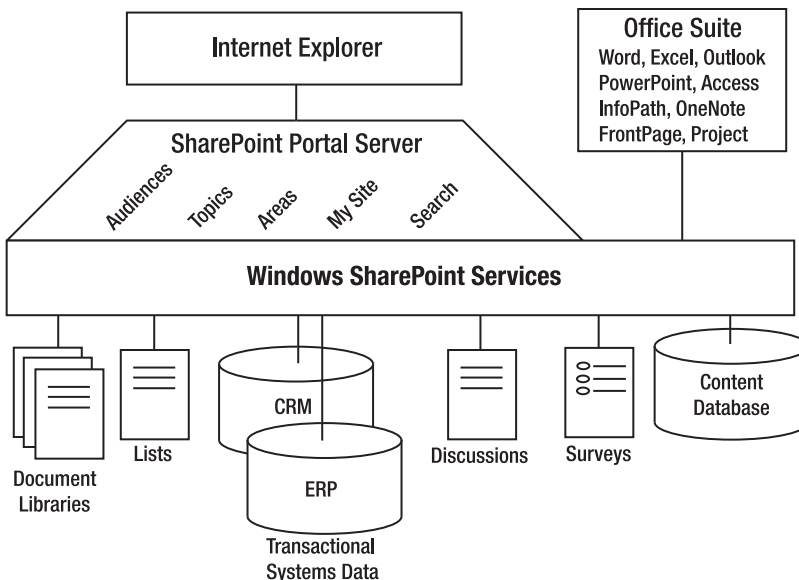 Internet Explorer
Office Suite
Word, Excel, Outlook
PowerPoint, Access
InfoPath, OneNote
FrontPage, Project
SharePoint Portal Server
Audiences
Topics
Areas
My Site
Search
Windows SharePoint Services
Document
Libraries
Lists
CRM
ERP
Transactional
Systems Data
Discussions
Surveys
Content
Database